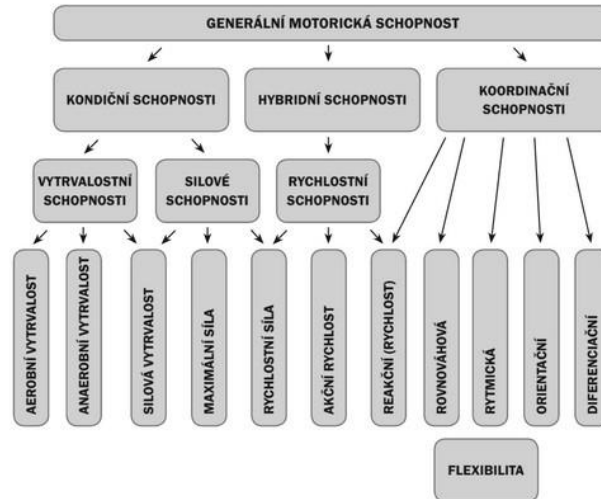 GENERÁLNÍ MOTORICKÁ SCHOPNOST
KONDIČNÍ SCHOPNOSTI
HYBRIDNÍ SCHOPNOSTI
KOORDINAČNÍ
SCHOPNOSTI
VYTRVALOSTNÍ
SCHOPNOSTI
SILOVÉ
SCHOPNOSTI
RYCHLOSTNÍ
SCHOPNOSTI
AEROBNÍ VYTRVALOST
ANAEROBNÍ VYTRVALOST
SILOVÁ VYTRVALOST
MAXIMÁLNÍ SÍLA
RYCHLOSTNÍ SÍLA
AKČNÍ RYCHLOST
REAKČNÍ (RYCHLOST)
ROVNOVÁHOVÁ
RYTMICKÁ
ORIENTAČNÍ
DIFERENCIAČNÍ
FLEXIBILITA